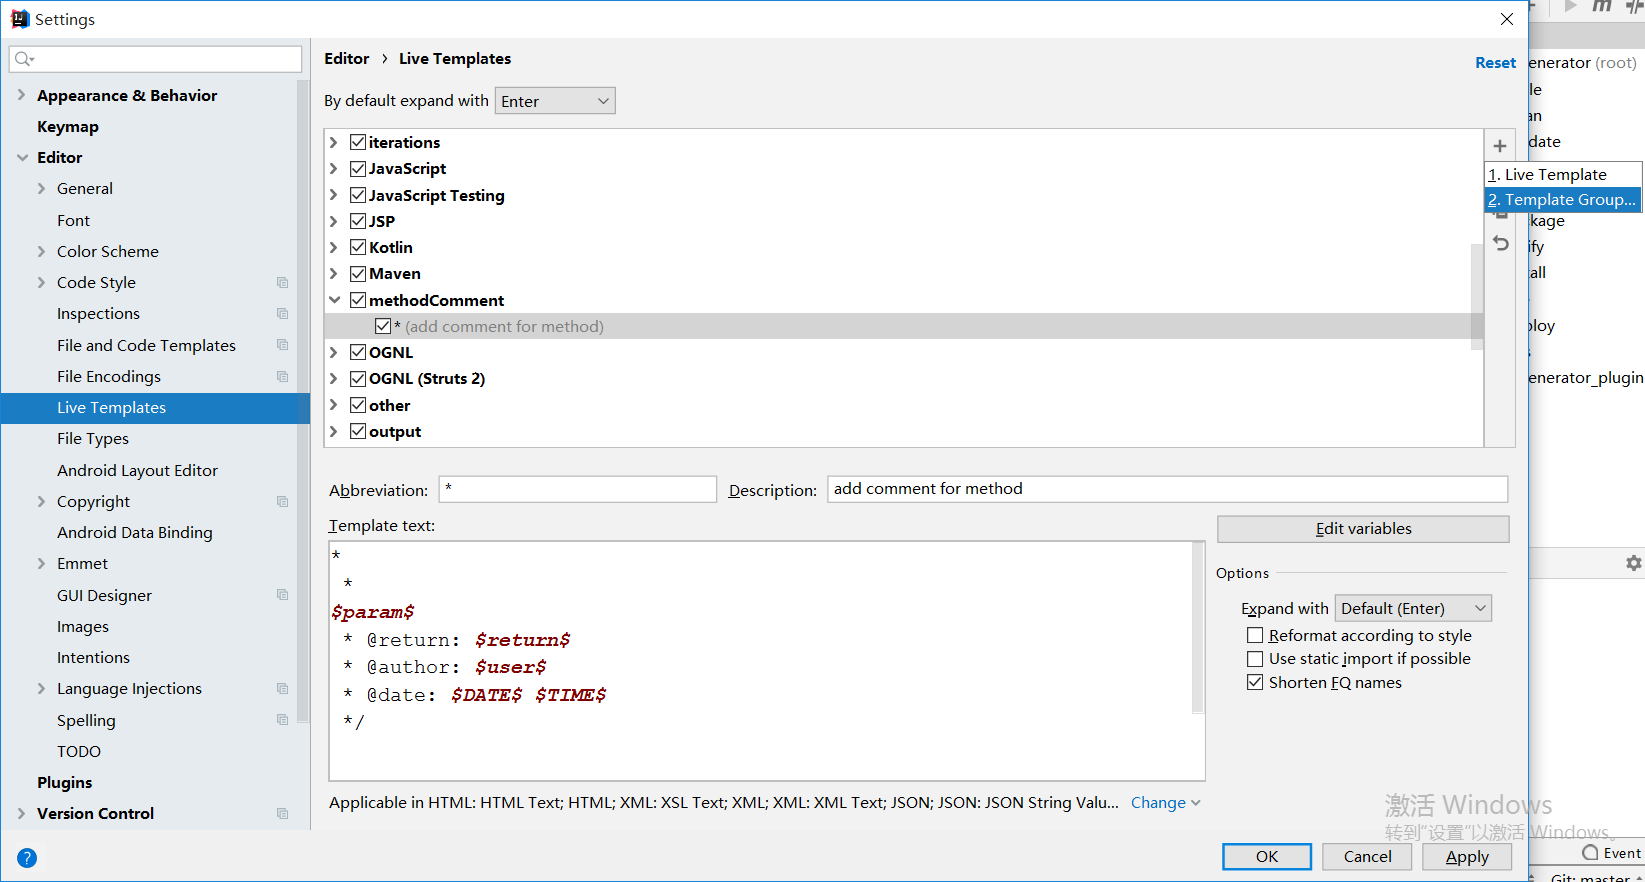 Settings
Appearance & Behavior
Keymap
Editor
General
Font
Color Scheme
Code Style
Inspections
File and Code Templates
File Encodings
Live Templates
File Types
Android Layout Editor
Copyright
Android Data Binding
Emmet
GUI Designer
Images
Intentions
Language Injections
Spelling
TODO
Plugins
Version Control
?
Editor › Live Templates
Reset
By default expand with Enter
iterations
JavaScript
JavaScript Testing
JSP
Kotlin
Maven
methodComment
* (add comment for method)
OGNL
OGNL (Struts 2)
other
output
1. Live Template
2. Template Group...
Abbreviation: *
Description: add comment for method
Template text:
*
*
$param$
* @return: $return$
* @author: $user$
* @date: $DATE$ $TIME$
*/
Edit variables
Options
Expand with Default (Enter)
Reformat according to style
Use static import if possible
Shorten FQ names
Applicable in HTML: HTML Text; HTML; XML: XSL Text; XML; XML: XML Text; JSON; JSON: JSON String Valu...
Change
OK
Cancel
Apply
激活 Windows
转到“设置”以激活 Windows。
m
enerator (root)
le
an
date
kage
ify
all
ploy
s
enerator_plugin
Event
Git: master